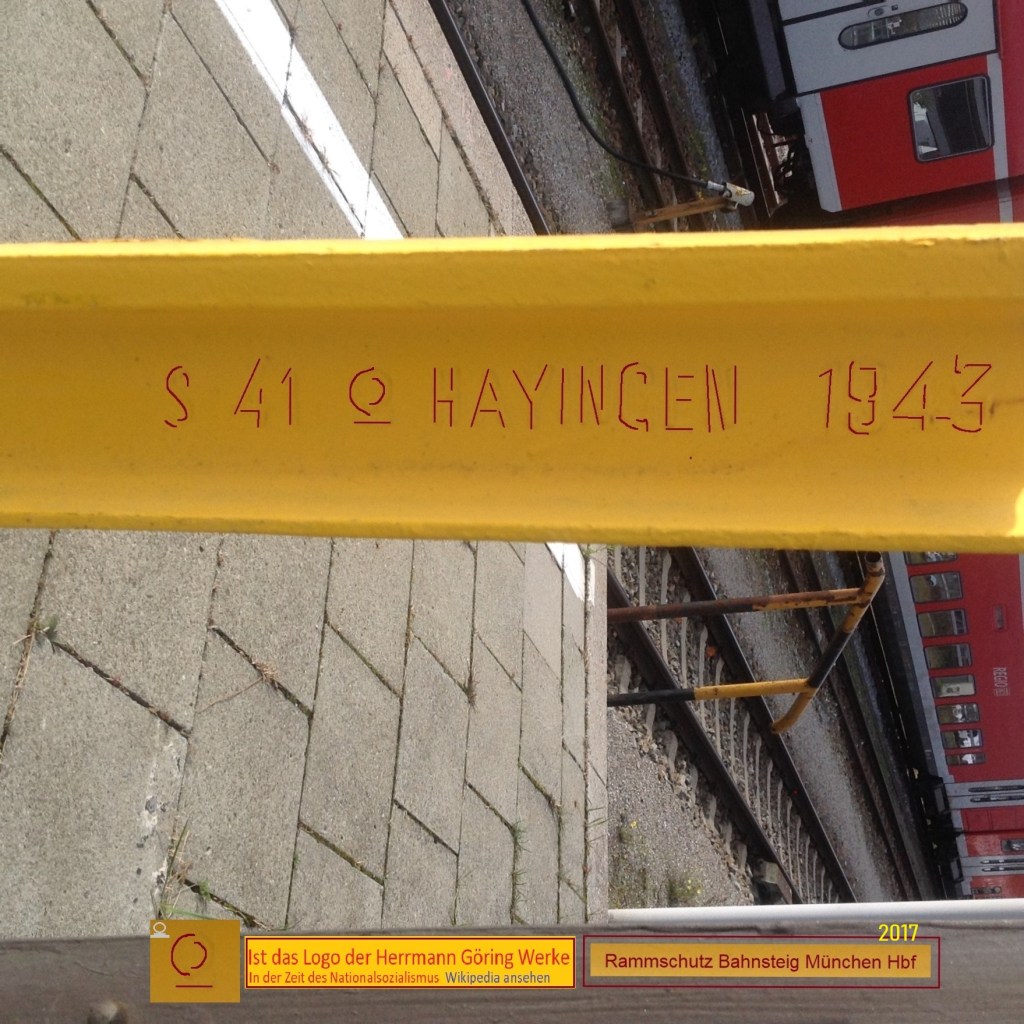 S 41 HAYINGEN 1943
2017
Ist das Logo der Herrmann Göring Werke
In der Zeit des Nationalsozialismus Wikipedia ansehen
Rammschutz Bahnsteig München Hbf
REGIO